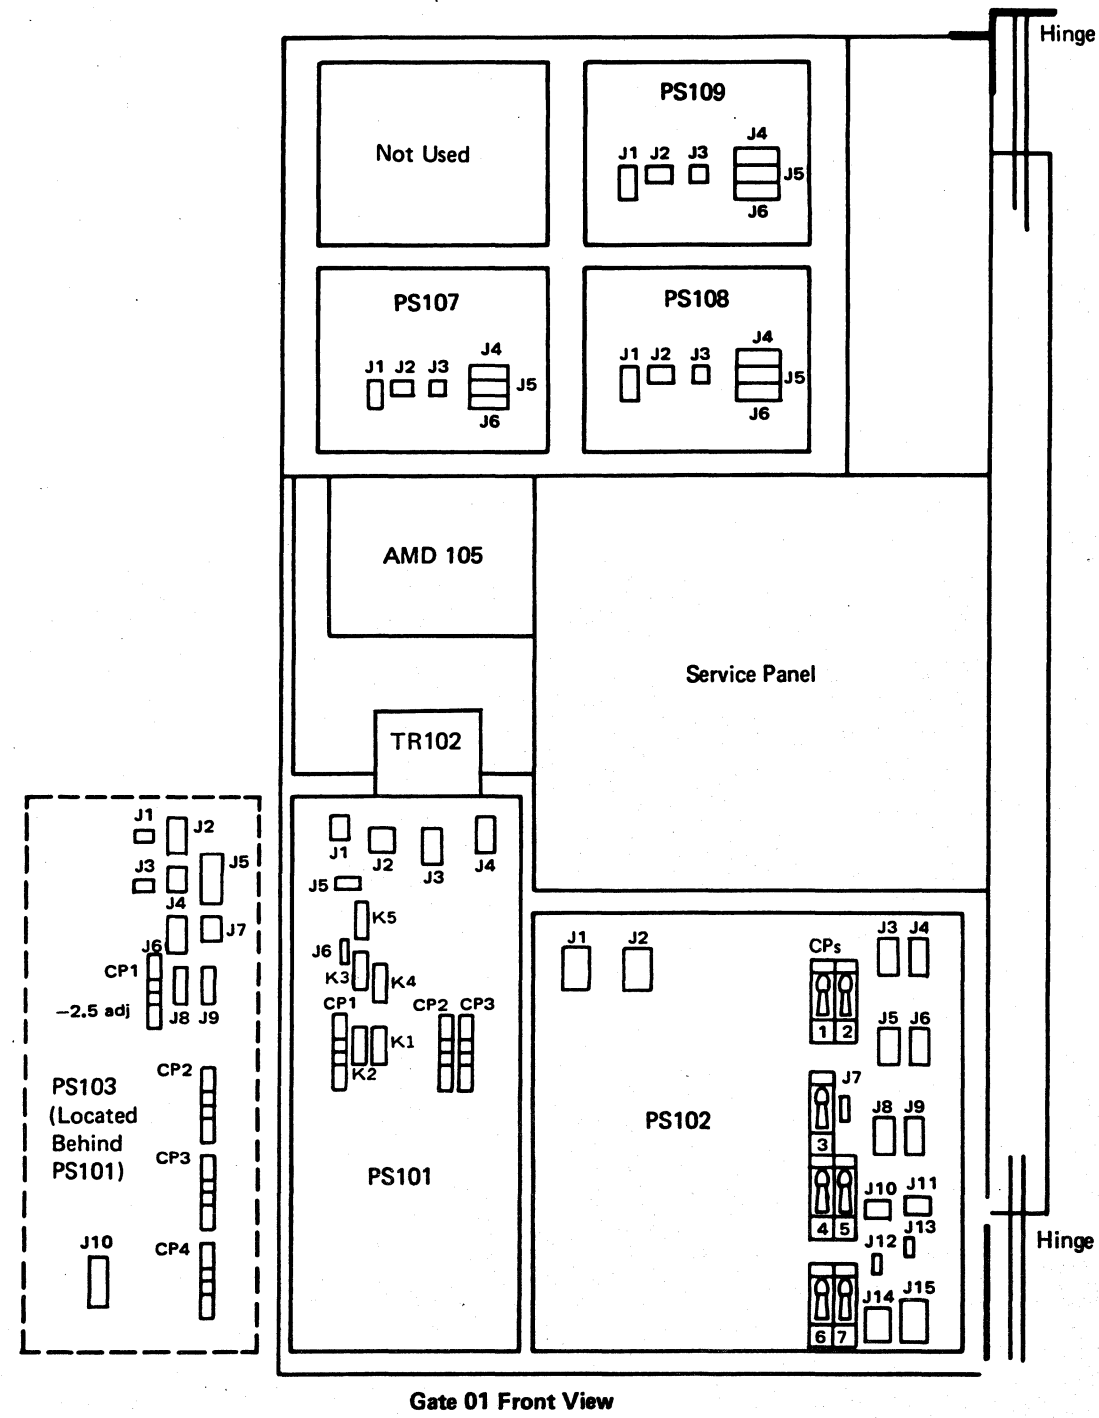 Hinge
PS109
Not Used
J4
J1 J2 J3
J5
J6
PS107
PS108
J4
J1 J2 J3
J5
J6
J4
J1 J2 J3
J5
J6
AMD 105
Service Panel
TR102
J1
J2
J3
J5
J4
J7
J6
CP1
−2.5 adj
J8 J9
CP2
PS103
(Located
Behind
PS101)
CP3
CP4
J10
J1
J2
J3
J4
J5
K5
J6
K3
K4
CP1
CP2 CP3
K1
K2
PS101
J1
J2
CPs
J3 J4
1 2
J5 J6
J7
3
J8 J9
PS102
4 5
J10 J11
J13
J12
J14 J15
6 7
Hinge
Gate 01 Front View